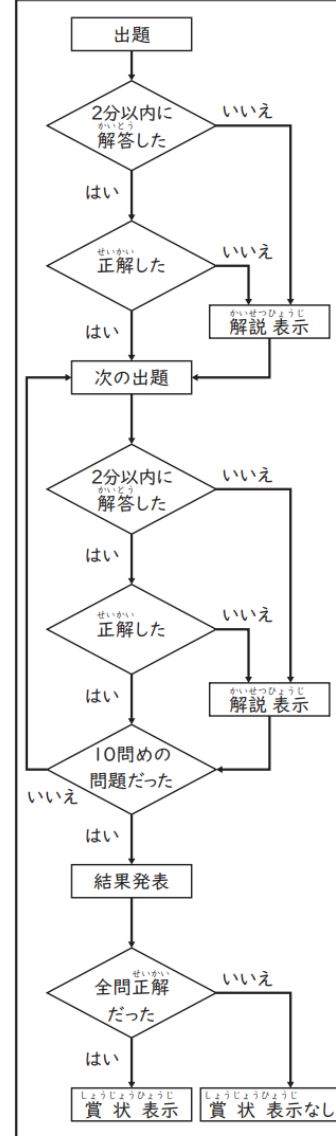 出題
2分以内に
かいとう
解答した
いいえ
はい
せいかい
正解した
いいえ
はい
かいせつひょうじ
解説 表示
次の出題
2分以内に
かいとう
解答した
いいえ
はい
せいかい
正解した
いいえ
はい
かいせつひょうじ
解説 表示
10問めの
問題だった
いいえ
はい
結果発表
せいかい
全問正解
だった
いいえ
はい
しょうじょうひょうじ
賞 状 表示
しょうじょうひょうじ
賞 状 表示なし